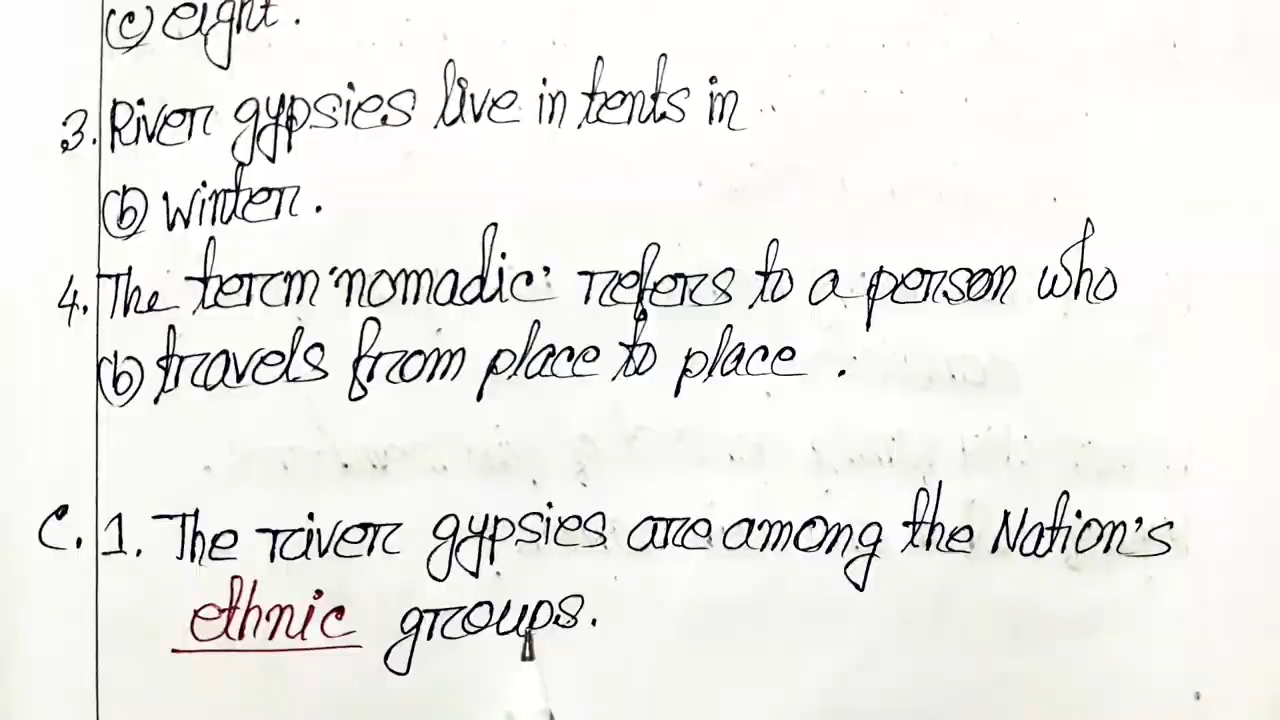 (c) eight.
3. River gypsies live in tents in
(b) winter.
4. The term 'nomadic' refers to a person who
(b) travels from place to place.
C. 1. The river gypsies are among the Nation's
ethnic groups.